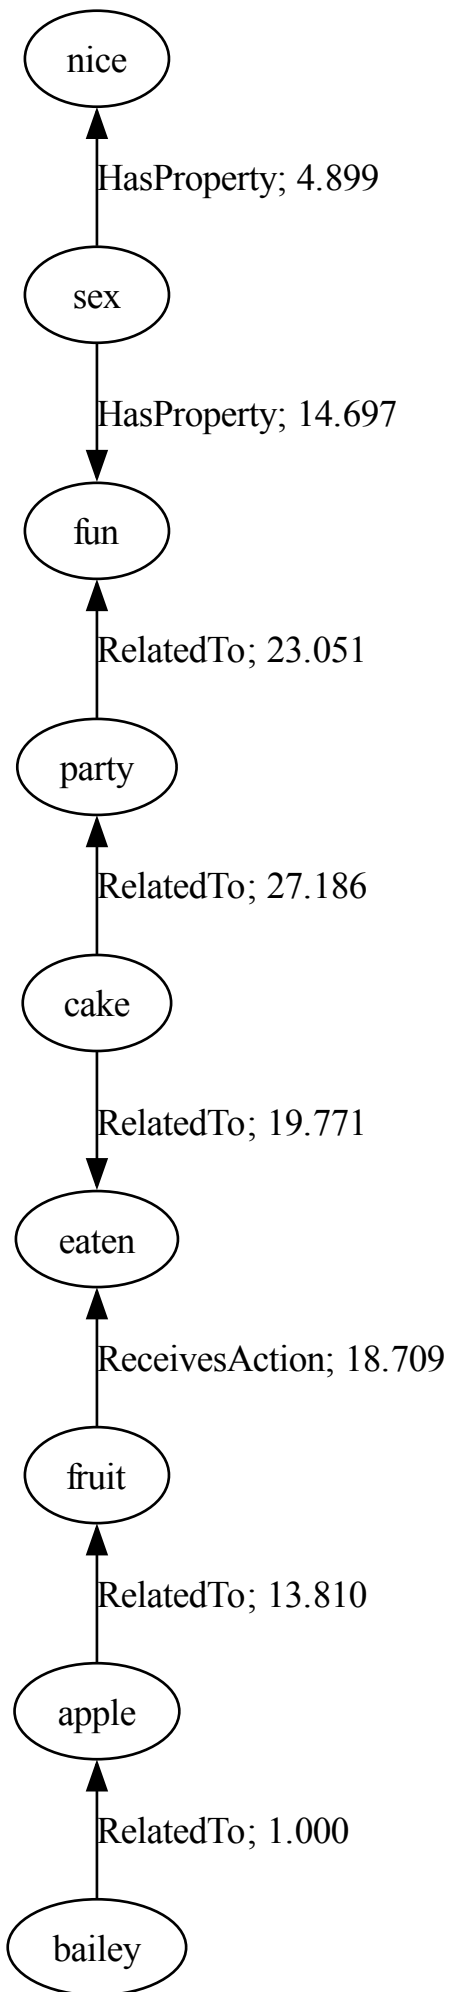 nice
HasProperty; 4.899
sex
HasProperty; 14.697
fun
RelatedTo; 23.051
party
RelatedTo; 27.186
cake
RelatedTo; 19.771
eaten
ReceivesAction; 18.709
fruit
RelatedTo; 13.810
apple
RelatedTo; 1.000
bailey